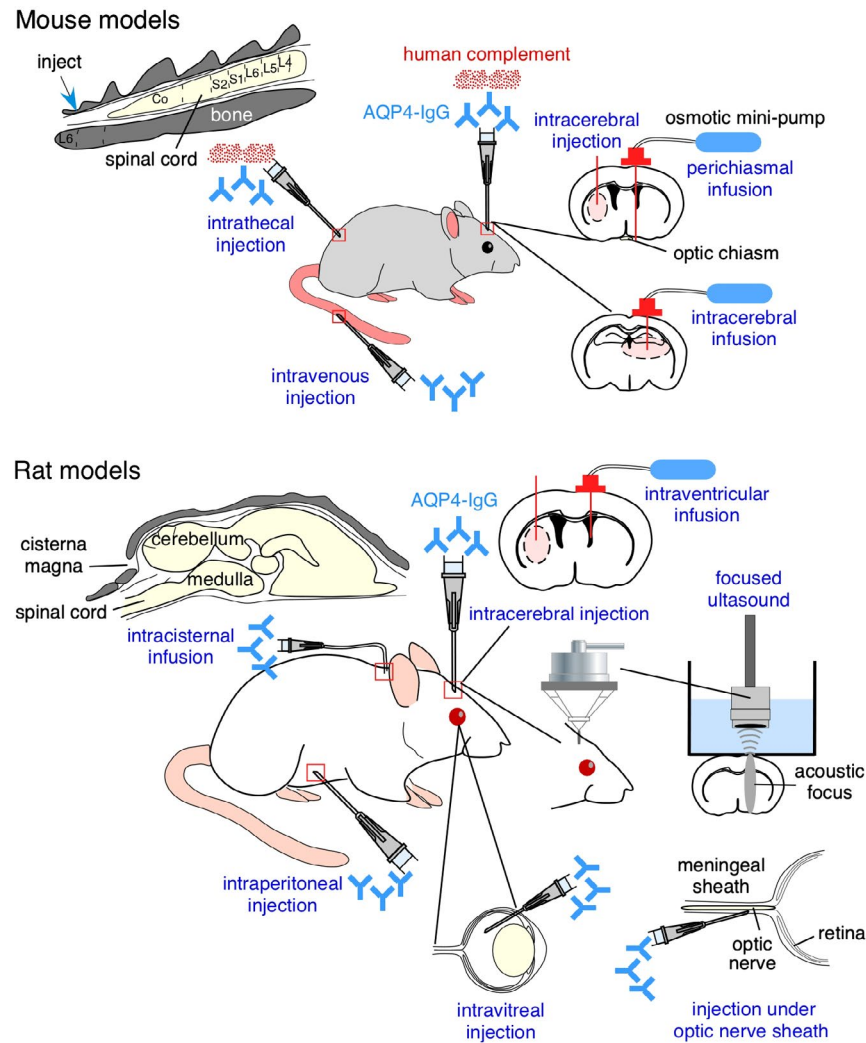 Mouse models
inject
Co
S2
S1
L6
L5
L4
bone
L6
spinal cord
human complement
AQP4-IgG
intrathecal
injection
intravenous
injection
intracerebral
injection
osmotic mini-pump
perichiasmal
infusion
optic chiasm
intracerebral
infusion
Rat models
cisterna
magna
cerebellum
medulla
spinal cord
intracisternal
infusion
AQP4-IgG
intracerebral injection
intraventricular
infusion
focused
ultrasound
acoustic
focus
intraperitoneal
injection
intravitreal
injection
meningeal
sheath
optic
nerve
retina
injection under
optic nerve sheath